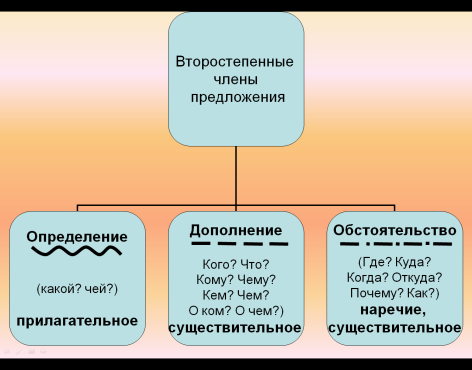 Второстепенные
члены
предложения
Определение
(какой? чей?)
прилагательное
Дополнение
Кого? Что?
Кому? Чему?
Кем? Чем?
О ком? О чем?)
существительное
Обстоятельство
(Где? Куда?
Когда? Откуда?
Почему? Как?)
наречие,
существительное